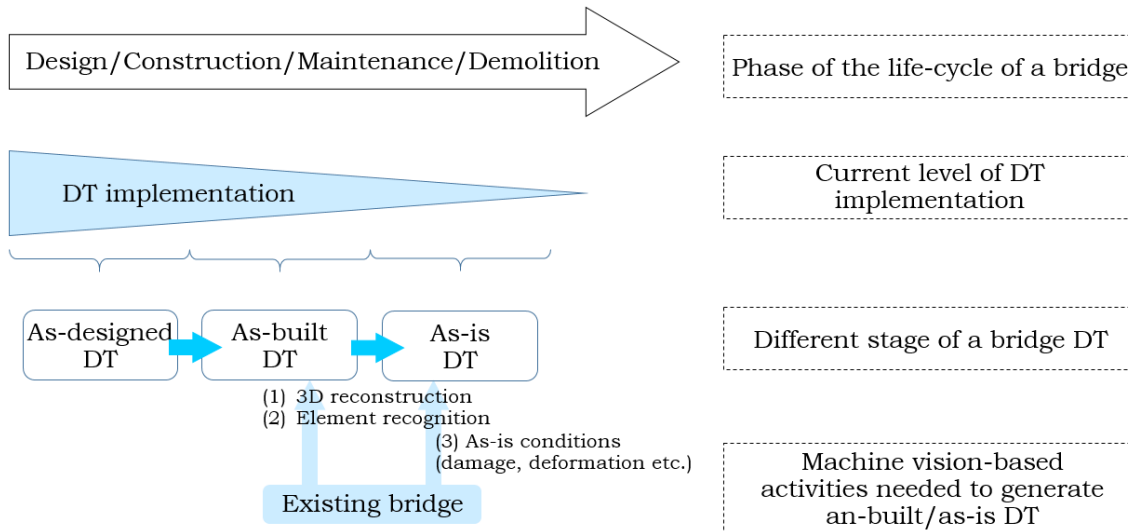 Design/Construction/Maintenance/Demolition
Phase of the life-cycle of a bridge
DT implementation
Current level of DT
implementation
As-designed
DT
As-built
DT
As-is
DT
Different stage of a bridge DT
(1) 3D reconstruction
(2) Element recognition
(3) As-is conditions
(damage, deformation etc.)
Existing bridge
Machine vision-based
activities needed to generate
an-built/as-is DT